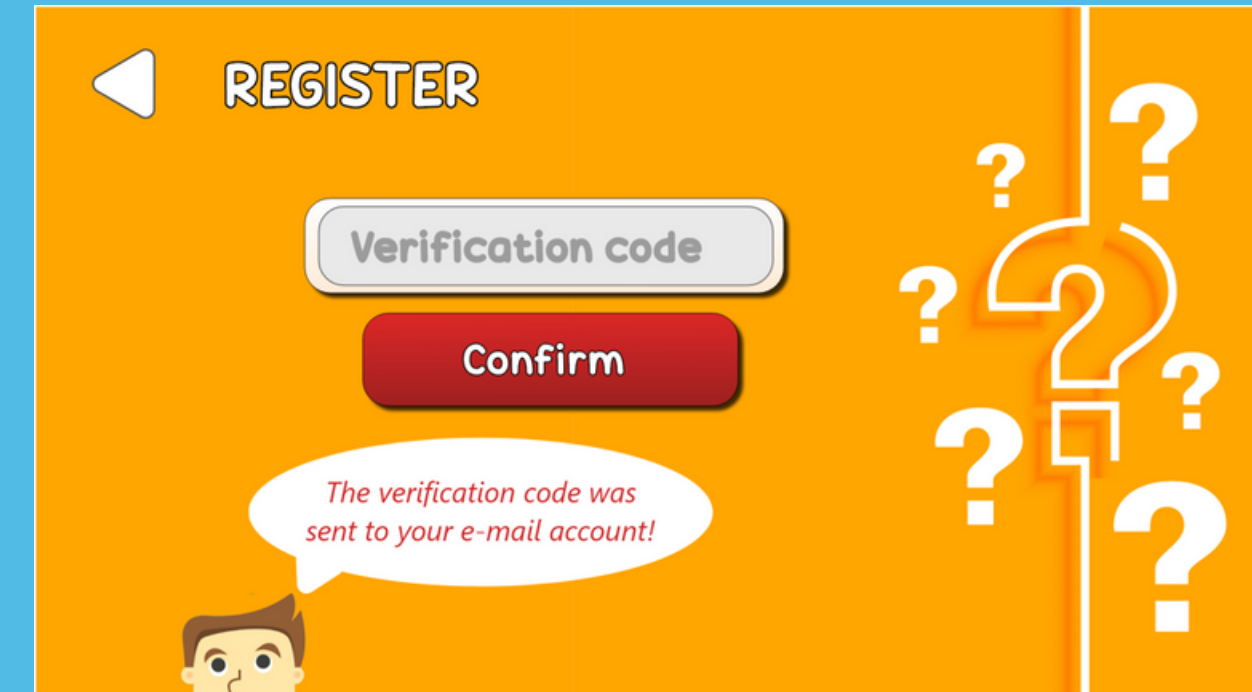 REGISTER
Verification code
Confirm
The verification code was
sent to your e-mail account!
?
?
?
?
?
?
?